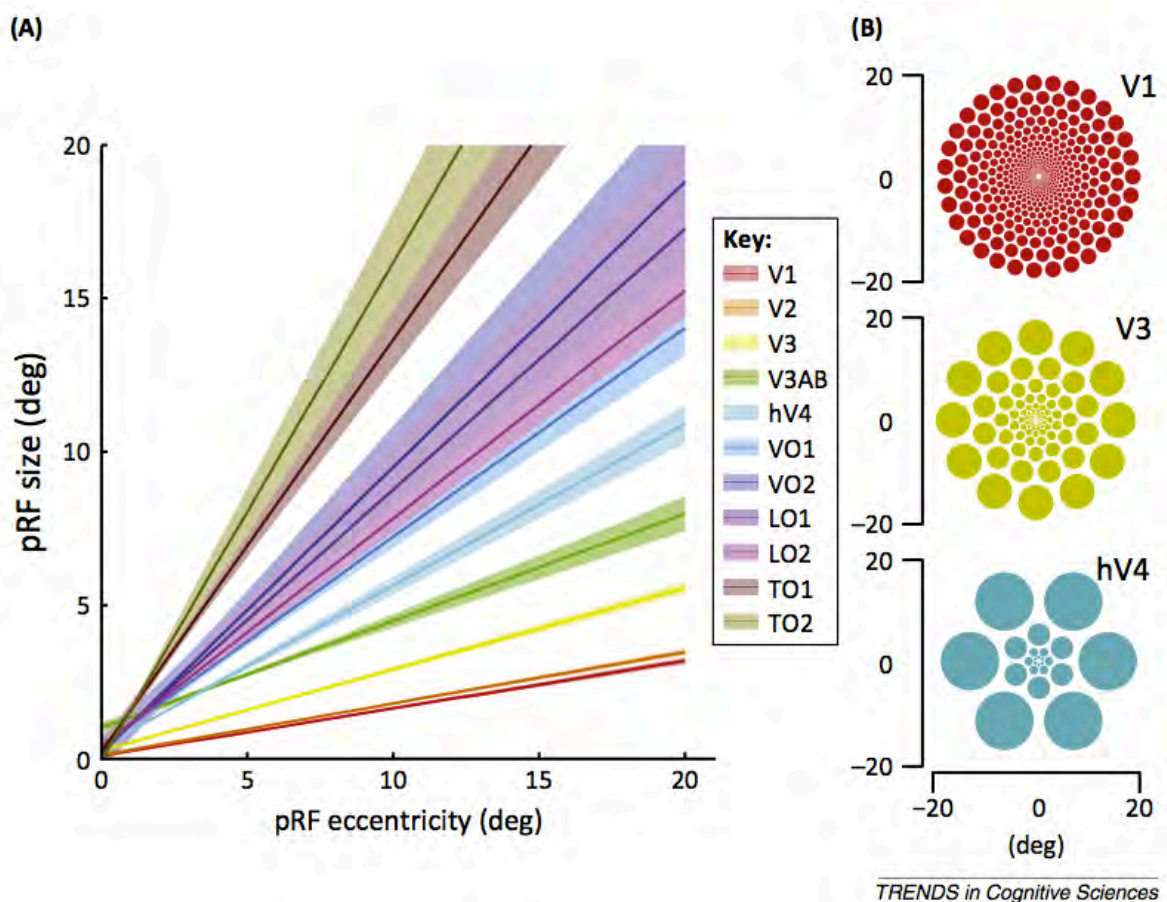 (A)
20
15
10
5
0
pRF size (deg)
0 5 10 15 20
pRF eccentricity (deg)
Key:
V1
V2
V3
V3AB
hV4
VO1
VO2
LO1
LO2
TO1
TO2
(B)
V1
20
0
–20
V3
20
0
–20
hV4
20
0
–20
–20 0 20
(deg)
TRENDS in Cognitive Sciences